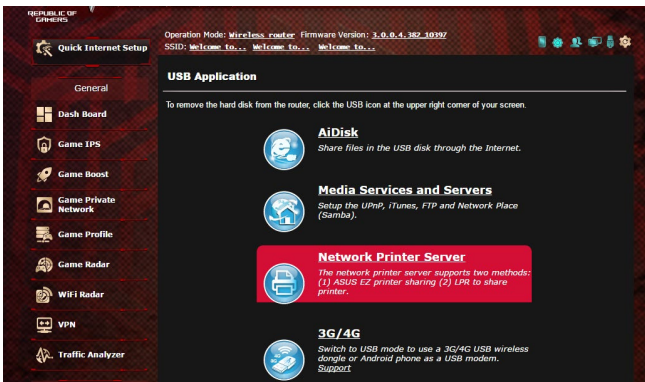 REPUBLIC OF
GAMERS
Operation Mode: Wireless router Firmware Version: 3.0.0.4.382_10397
SSID: Welcome to... Welcome to... Welcome to...
Quick Internet Setup
General
Dash Board
Game IPS
Game Boost
Game Private
Network
Game Profile
Game Radar
WiFi Radar
VPN
Traffic Analyzer
USB Application
To remove the hard disk from the router, click the USB icon at the upper right corner of your screen.
AiDisk
Share files in the USB disk through the Internet.
Media Services and Servers
Setup the UPnP, iTunes, FTP and Network Place
(Samba).
Network Printer Server
The network printer server supports two methods:
(1) ASUS EZ printer sharing (2) LPR to share
printer.
3G/4G
Switch to USB mode to use a 3G/4G USB wireless
dongle or Android phone as a USB modem.
Support